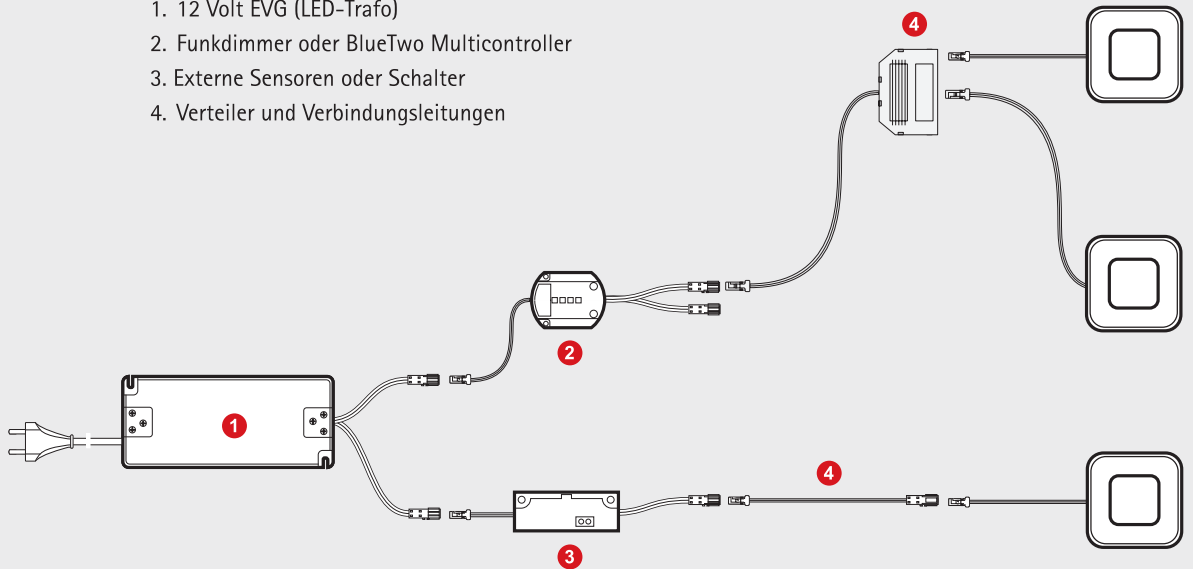 1. 12 Volt EVG (LED-Trafo)
2. Funkdimmer oder BlueTwo Multicontroller
3. Externe Sensoren oder Schalter
4. Verteiler und Verbindungsleitungen
4
2
1
4
3